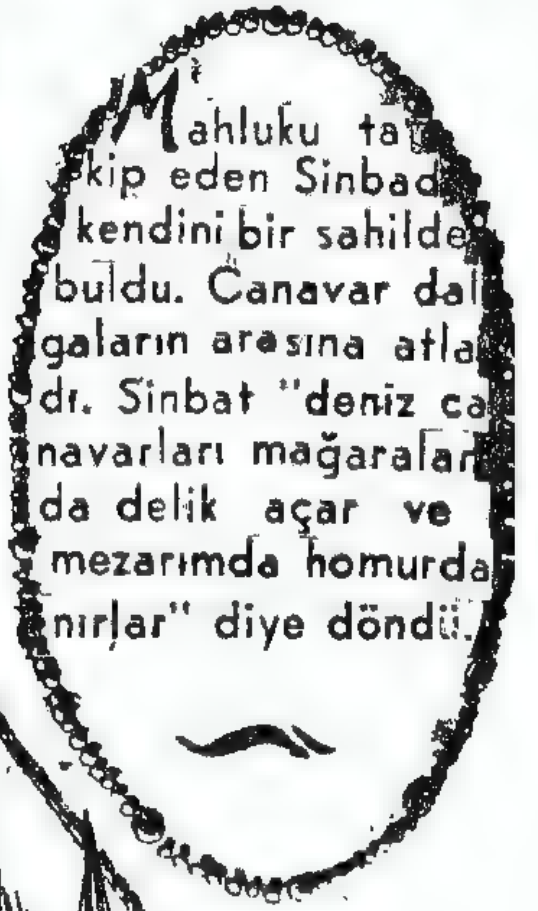 Mahluku ta
kip eden Sinbad
kendini bir sahilde
buldu. Canavar dal
gaların arasına atla
dı. Sinbat "deniz ca
navarları mağaraların
da delik açar ve
mezarımda homurda
nırlar" diye döndü.